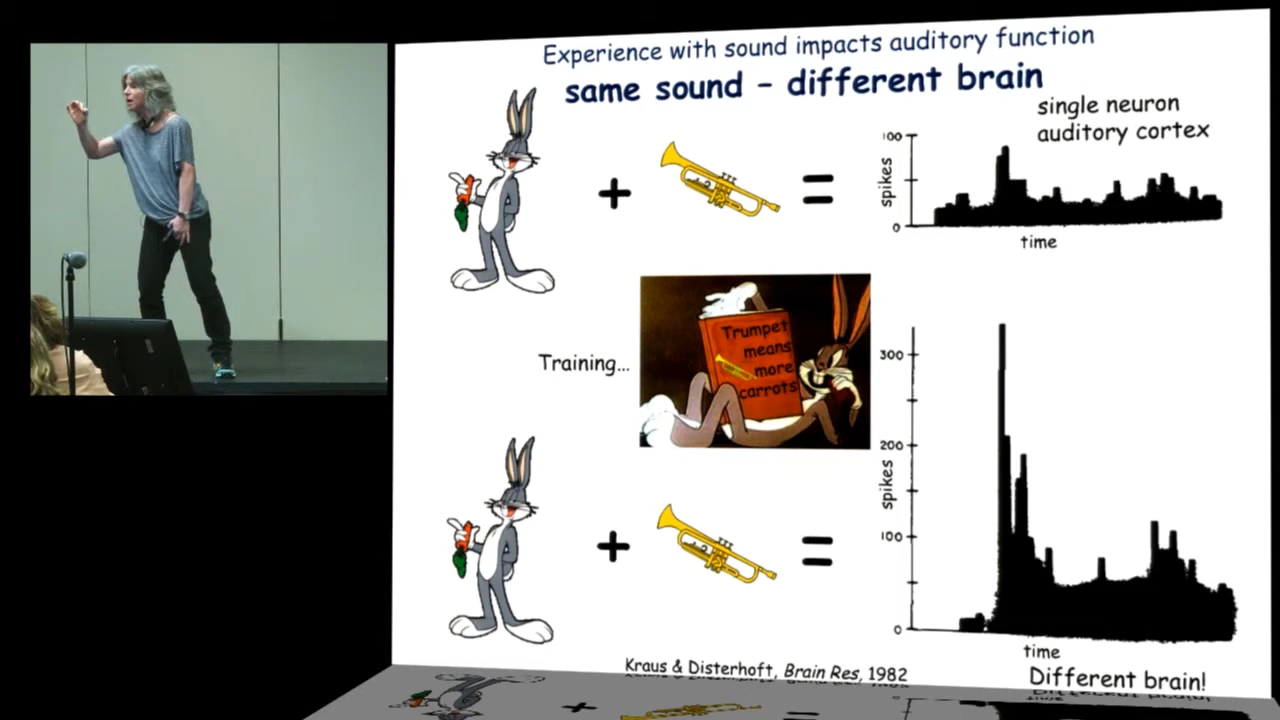 Experience with sound impacts auditory function
same sound – different brain
single neuron
auditory cortex
100
spikes
0
time
Training...
Trumpet
means
more
carrots
300
200
spikes
100
0
time
Kraus & Disterhoft, Brain Res, 1982
Different brain!